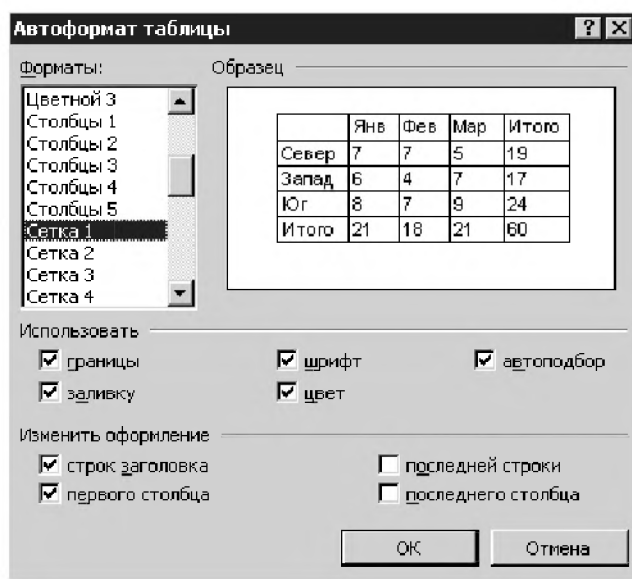 Автоформат таблицы
Форматы:
Образец
Цветной 3
Столбцы 1
Столбцы 2
Столбцы 3
Столбцы 4
Столбцы 5
Сетка 1
Сетка 2
Сетка 3
Сетка 4
Янв Фев Мар Итого
Север 7 7 5 19
Запад 6 4 7 17
Юг 8 7 9 24
Итого 21 18 21 60
Использовать
границы шрифт автоподбор
заливку цвет
Изменить оформление
строк заголовка последней строки
первого столбца последнего столбца
ОК Отмена